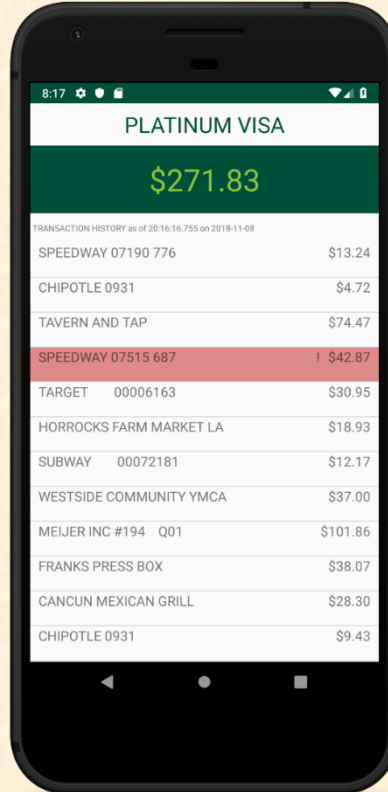 8:17
PLATINUM VISA
$271.83
TRANSACTION HISTORY as of 20:16:16.755 on 2018-11-08
SPEEDWAY 07190 776 $13.24
CHIPOTLE 0931 $4.72
TAVERN AND TAP $74.47
SPEEDWAY 07515 687 ! $42.87
TARGET 00006163 $30.95
HORROCKS FARM MARKET LA $18.93
SUBWAY 00072181 $12.17
WESTSIDE COMMUNITY YMCA $37.00
MEIJER INC #194 Q01 $101.86
FRANKS PRESS BOX $38.07
CANCUN MEXICAN GRILL $28.30
CHIPOTLE 0931 $9.43